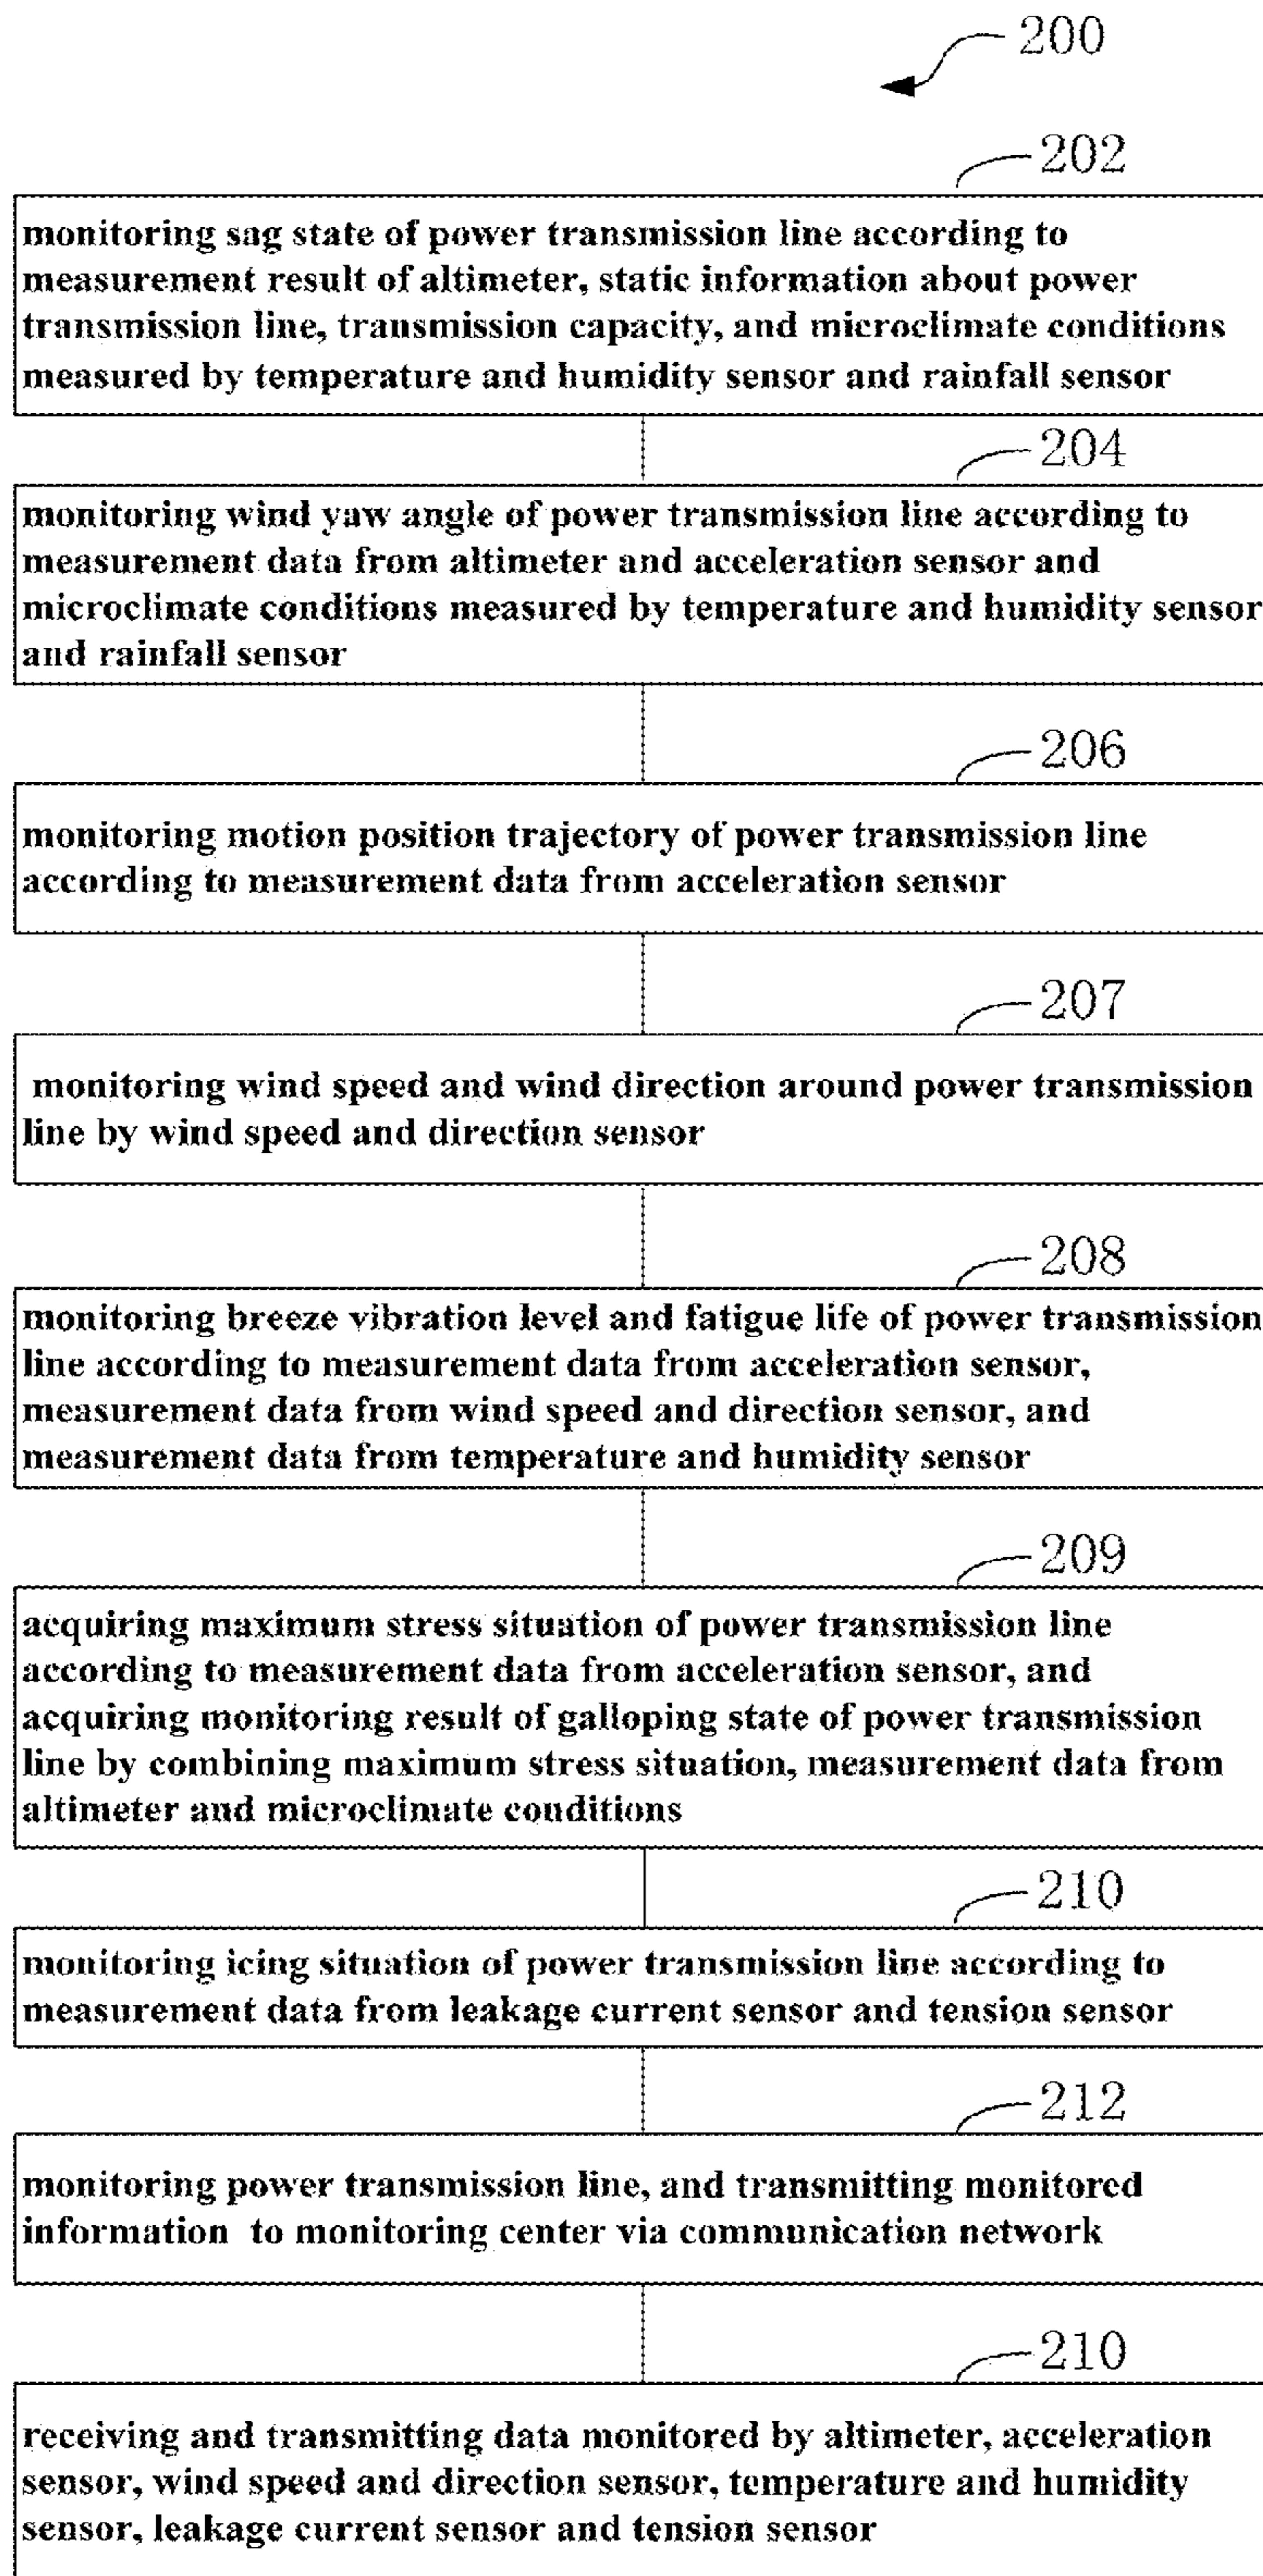 200
202
monitoring sag state of power transmission line according to
measurement result of altimeter, static information about power
transmission line, transmission capacity, and microclimate conditions
measured by temperature and humidity sensor and rainfall sensor
204
monitoring wind yaw angle of power transmission line according to
measurement data from altimeter and acceleration sensor and
microclimate conditions measured by temperature and humidity sensor
and rainfall sensor
206
monitoring motion position trajectory of power transmission line
according to measurement data from acceleration sensor
207
monitoring wind speed and wind direction around power transmission
line by wind speed and direction sensor
208
monitoring breeze vibration level and fatigue life of power transmission
line according to measurement data from acceleration sensor,
measurement data from wind speed and direction sensor, and
measurement data from temperature and humidity sensor
209
acquiring maximum stress situation of power transmission line
according to measurement data from acceleration sensor, and
acquiring monitoring result of galloping state of power transmission
line by combining maximum stress situation, measurement data from
altimeter and microclimate conditions
210
monitoring icing situation of power transmission line according to
measurement data from leakage current sensor and tension sensor
212
monitoring power transmission line, and transmitting monitored
information to monitoring center via communication network
210
receiving and transmitting data monitored by altimeter, acceleration
sensor, wind speed and direction sensor, temperature and humidity
sensor, leakage current sensor and tension sensor